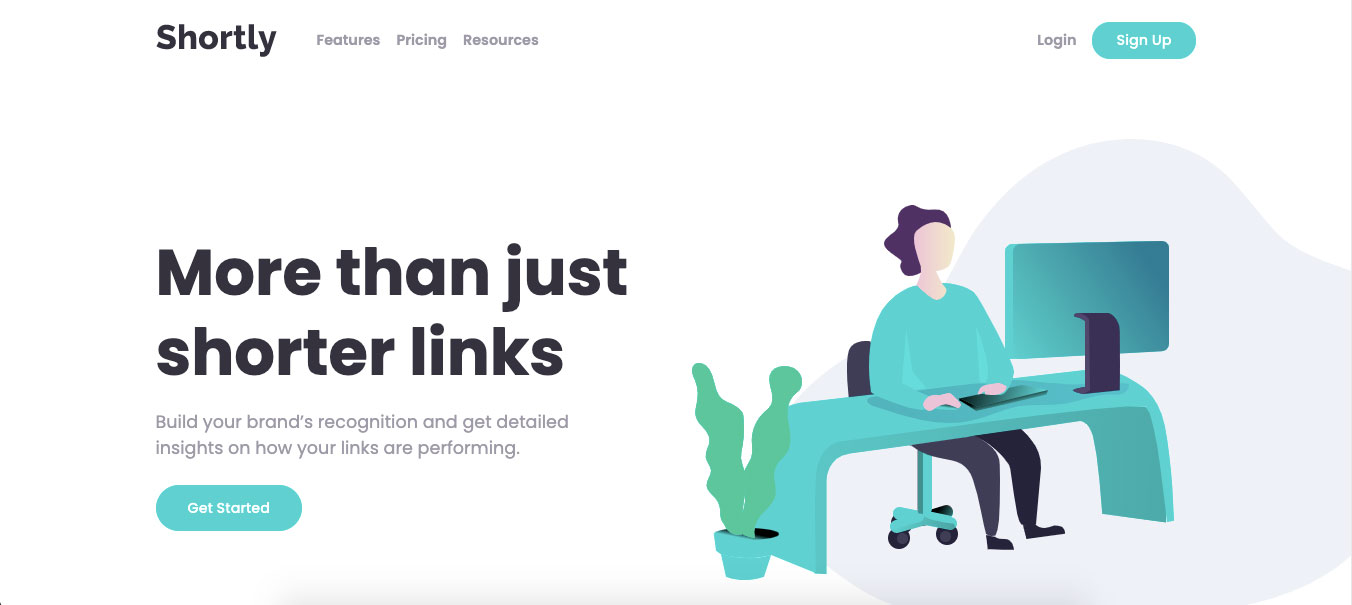 Shortly Features Pricing Resources Login Sign Up
More than just
shorter links
Build your brand’s recognition and get detailed
insights on how your links are performing.
Get Started